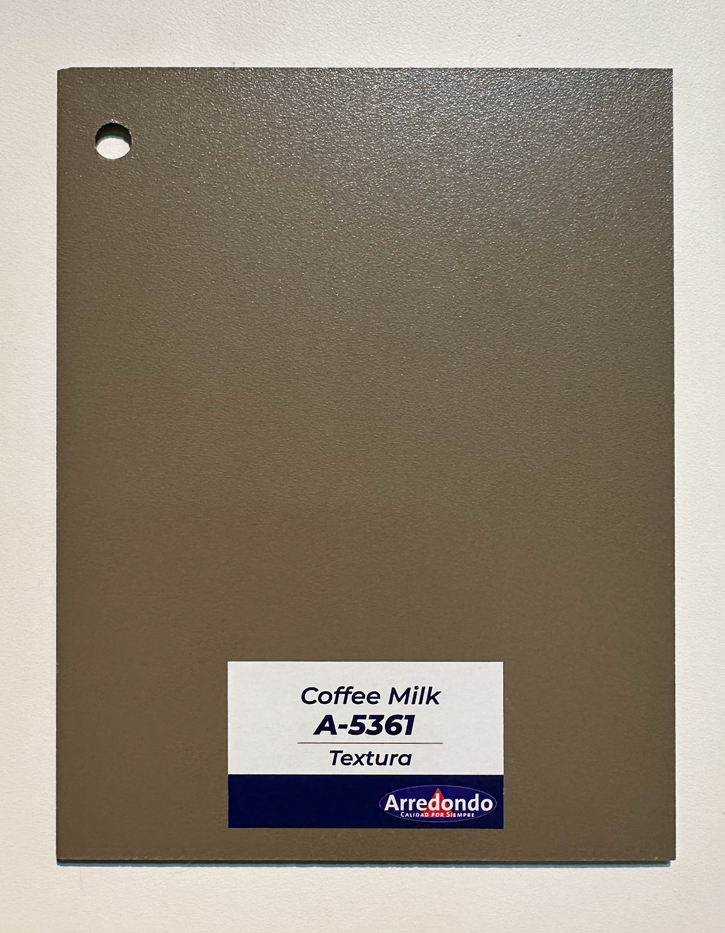 Coffee Milk
A-5361
Textura
Arredondo
CALIDAD POR SIEMPRE